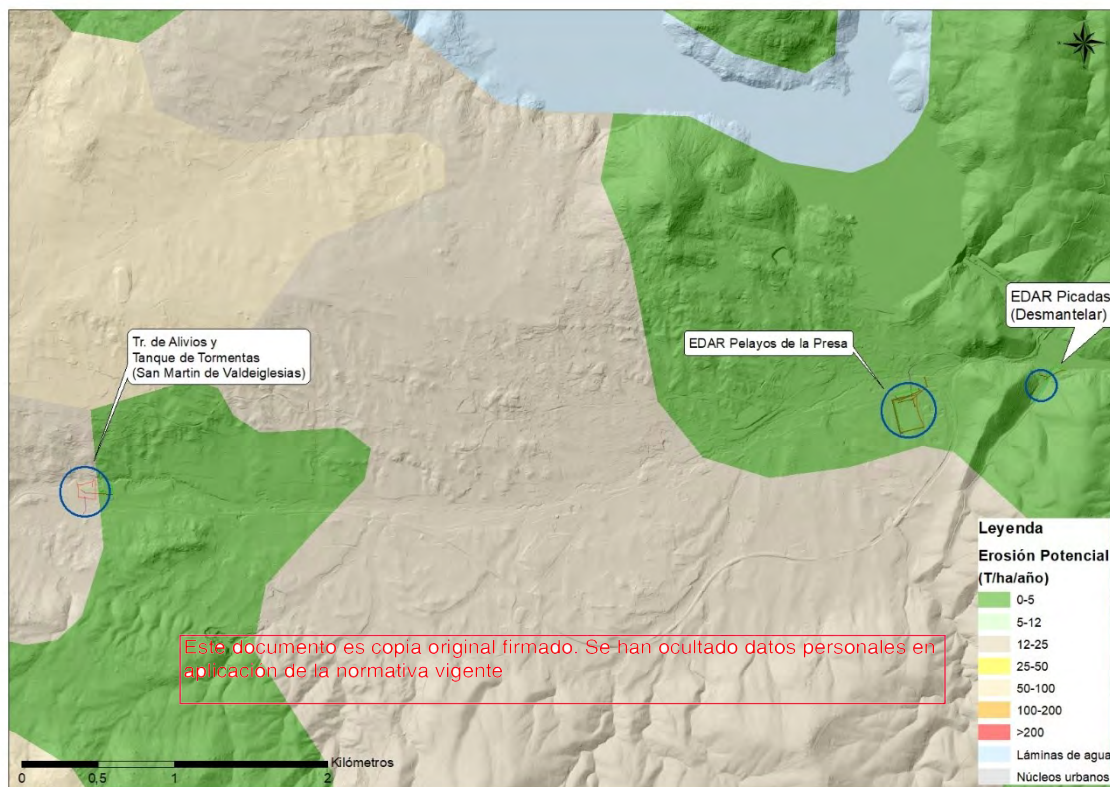 Tr. de Alivios y
Tanque de Tormentas
(San Martin de Valdeiglesias)
EDAR Pelayos de la Presa
EDAR Picadas
(Desmantelar)
Leyenda
Erosión Potencial
(T/ha/año)
0-5
5-12
12-25
25-50
50-100
100-200
>200
Láminas de agua
Núcleos urbanos
Este documento es copia original firmado. Se han ocultado datos personales en
aplicación de la normativa vigente
Kilómetros
0 0,5 1 2